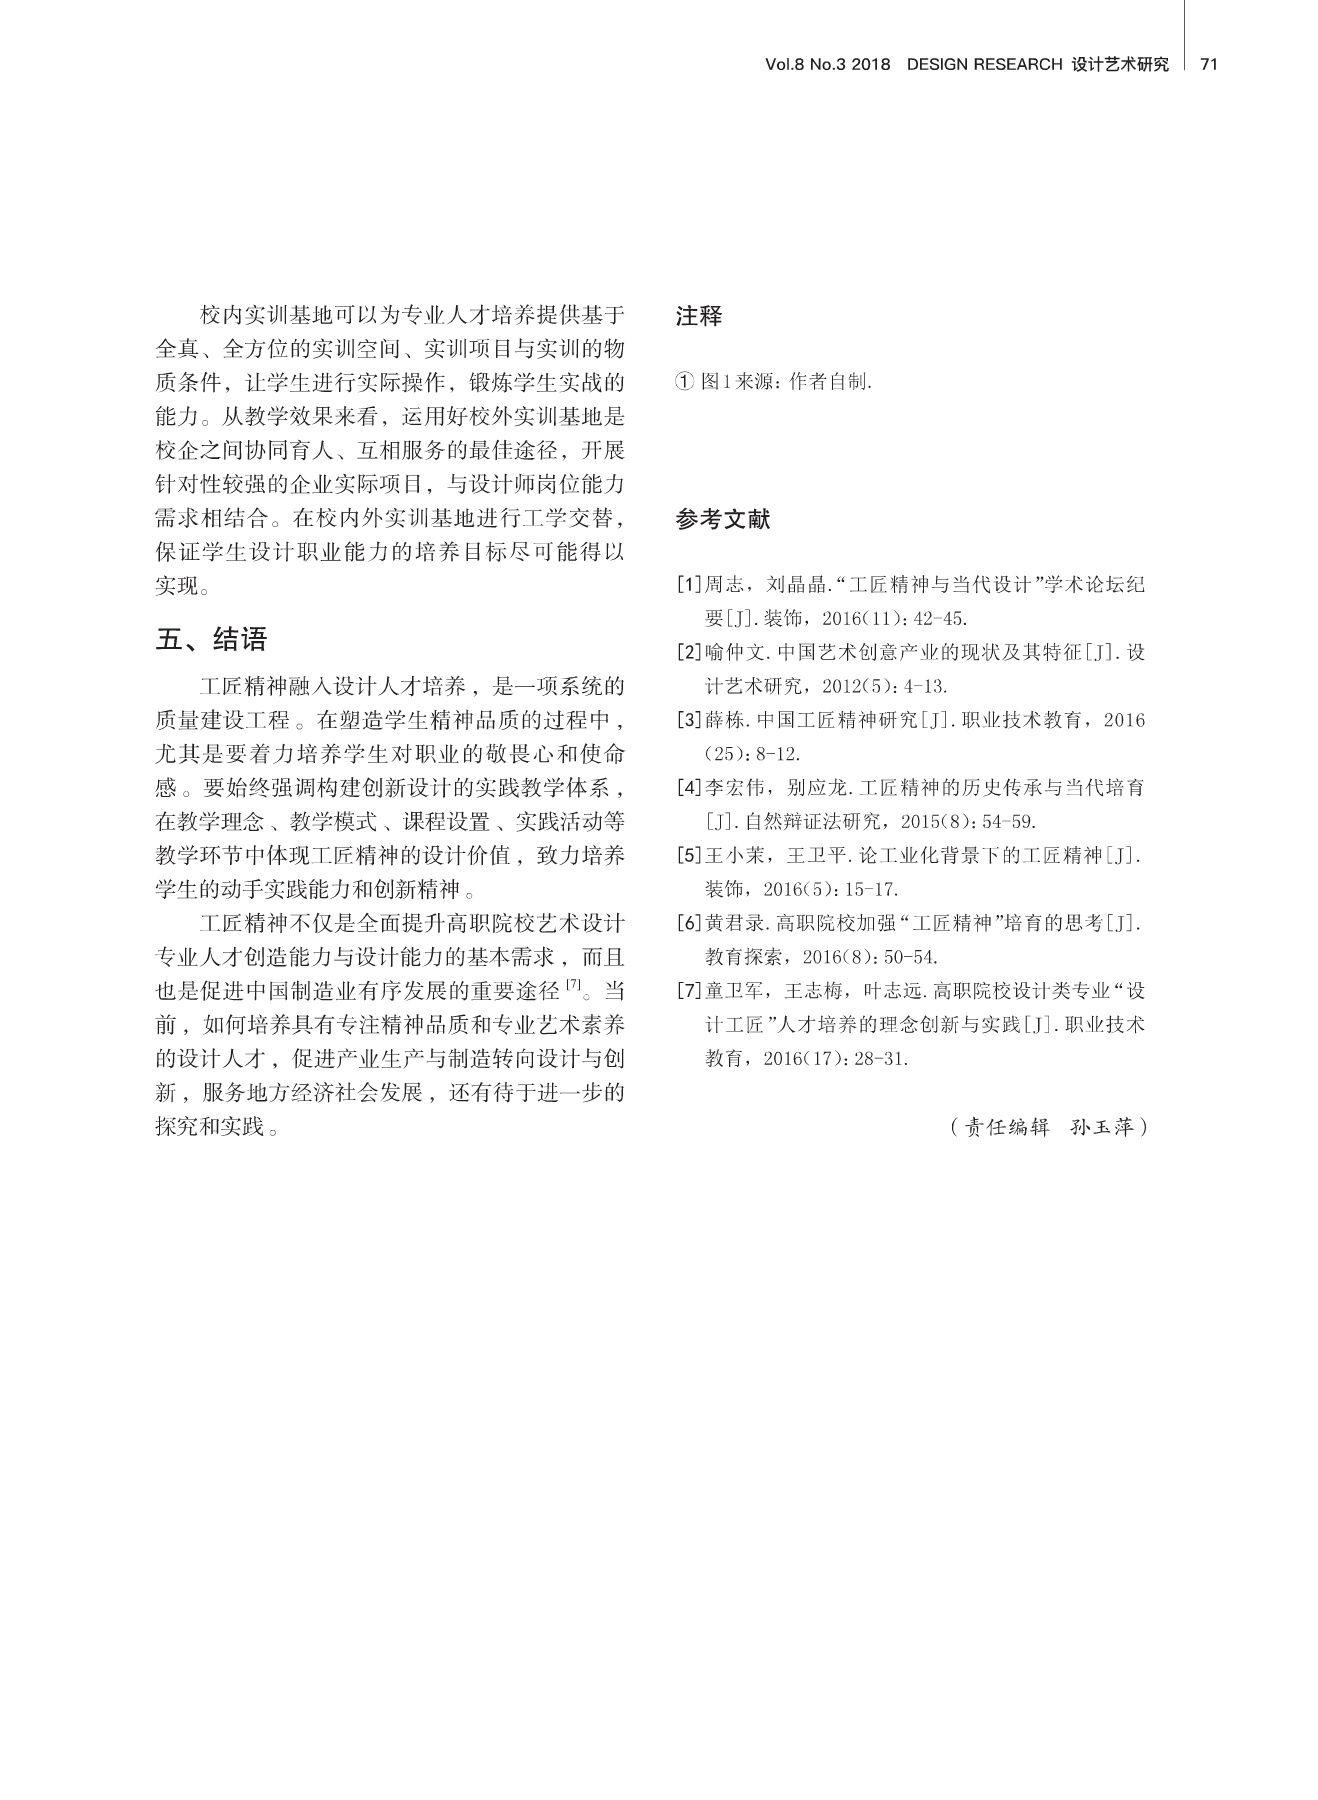 Vol.8 No.3 2018 DESIGN RESEARCH 设计艺术研究 71
校内实训基地可以为专业人才培养提供基于
全真、全方位的实训空间、实训项目与实训的物
质条件，让学生进行实际操作，锻炼学生实战的
能力。从教学效果来看，运用好校外实训基地是
校企之间协同育人、互相服务的最佳途径，开展
针对性较强的企业实际项目，与设计师岗位能力
需求相结合。在校内外实训基地进行工学交替，
保证学生设计职业能力的培养目标尽可能得以
实现。
五、结语
工匠精神融入设计人才培养，是一项系统的
质量建设工程。在塑造学生精神品质的过程中，
尤其是要着力培养学生对职业的敬畏心和使命
感。要始终强调构建创新设计的实践教学体系，
在教学理念、教学模式、课程设置、实践活动等
教学环节中体现工匠精神的设计价值，致力培养
学生的动手实践能力和创新精神。
工匠精神不仅是全面提升高职院校艺术设计
专业人才创造能力与设计能力的基本需求，而且
也是促进中国制造业有序发展的重要途径[7]。当
前，如何培养具有专注精神品质和专业艺术素养
的设计人才，促进产业生产与制造转向设计与创
新，服务地方经济社会发展，还有待于进一步的
探究和实践。
注释
① 图1来源：作者自制.
参考文献
[1]周志，刘晶晶.“工匠精神与当代设计”学术论坛纪
要[J].装饰，2016(11)：42-45.
[2]喻仲文.中国艺术创意产业的现状及其特征[J].设
计艺术研究，2012(5)：4-13.
[3]薛栋.中国工匠精神研究[J].职业技术教育，2016
(25)：8-12.
[4]李宏伟，别应龙.工匠精神的历史传承与当代培育
[J].自然辩证法研究，2015(8)：54-59.
[5]王小茉，王卫平.论工业化背景下的工匠精神[J].
装饰，2016(5)：15-17.
[6]黄君录.高职院校加强“工匠精神”培育的思考[J].
教育探索，2016(8)：50-54.
[7]童卫军，王志梅，叶志远.高职院校设计类专业“设
计工匠”人才培养的理念创新与实践[J].职业技术
教育，2016(17)：28-31.
（责任编辑 孙玉萍）